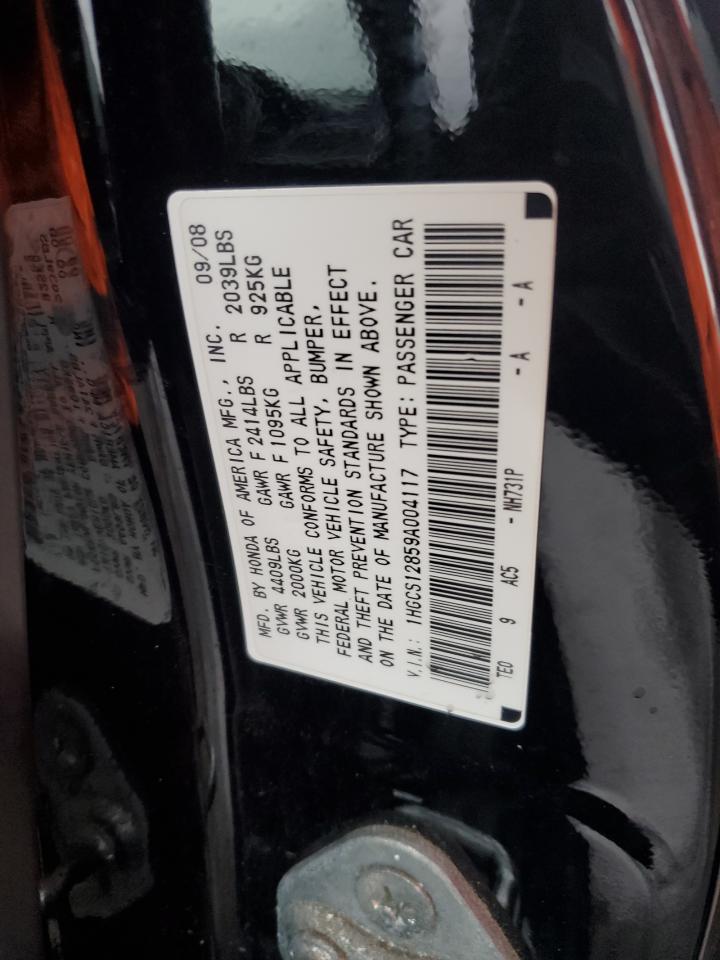 MFD. BY HONDA OF AMERICA MFG., INC. 09/08
GVWR 4409LBS GAWR F 2414LBS R 2039LBS
GVWR 2000KG GAWR F 1095KG R 925KG
THIS VEHICLE CONFORMS TO ALL APPLICABLE
FEDERAL MOTOR VEHICLE SAFETY, BUMPER,
AND THEFT PREVENTION STANDARDS IN EFFECT
ON THE DATE OF MANUFACTURE SHOWN ABOVE.
V.I.N.: 1HGCS12859A004117 TYPE: PASSENGER CAR
TE0 9 AC5 - NH731P - A - A